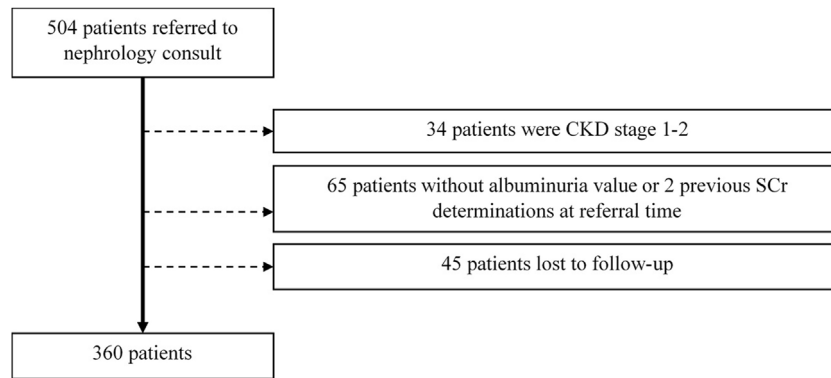 504 patients referred to
nephrology consult
34 patients were CKD stage 1-2
65 patients without albuminuria value or 2 previous SCr
determinations at referral time
45 patients lost to follow-up
360 patients